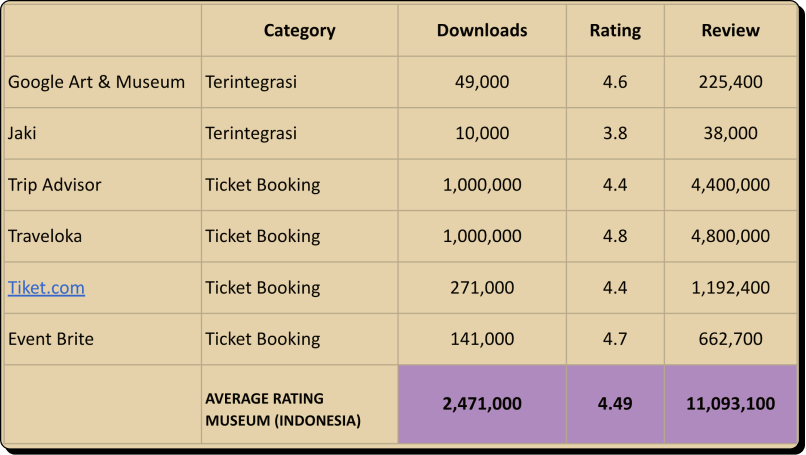 Category Downloads Rating Review
Google Art & Museum Terintegrasi 49,000 4.6 225,400
Jaki Terintegrasi 10,000 3.8 38,000
Trip Advisor Ticket Booking 1,000,000 4.4 4,400,000
Traveloka Ticket Booking 1,000,000 4.8 4,800,000
Tiket.com Ticket Booking 271,000 4.4 1,192,400
Event Brite Ticket Booking 141,000 4.7 662,700
AVERAGE RATING
MUSEUM (INDONESIA) 2,471,000 4.49 11,093,100